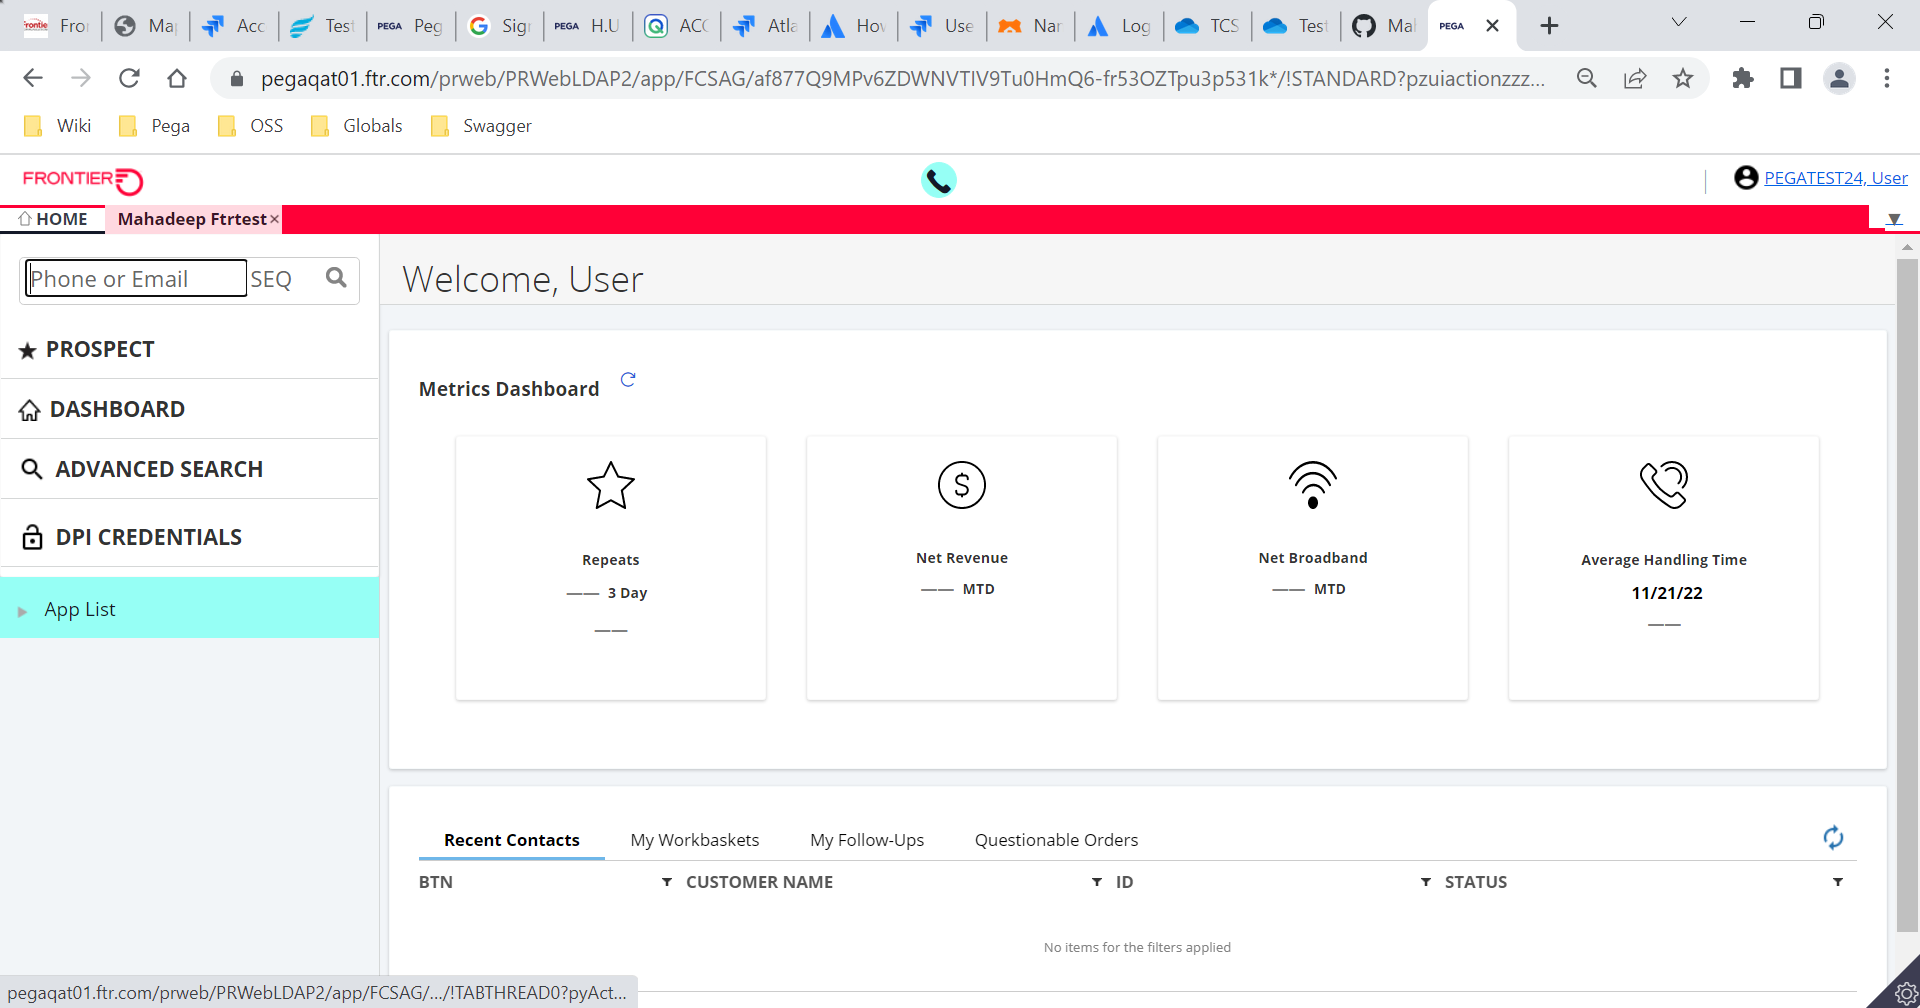 Fro Ma Acc Test PEGA Peg Sig PEGA H.U ACC Atla Hov Use Nar Log TCS Test Ma PEGA
pegaqat01.ftr.com/prweb/PRWebLDAP2/app/FCSAG/af877Q9MPv6ZDWNVTIV9Tu0HmQ6-fr53OZTpu3p531k*/!STANDARD?pzuiactionzzz...
Wiki Pega OSS Globals Swagger
FRONTIER
PEGATEST24, User
HOME Mahadeep Ftrtest×
Phone or Email SEQ
Welcome, User
PROSPECT
DASHBOARD
ADVANCED SEARCH
DPI CREDENTIALS
App List
Metrics Dashboard
Repeats
—— 3 Day
——
Net Revenue
—— MTD
Net Broadband
—— MTD
Average Handling Time
11/21/22
——
Recent Contacts My Workbaskets My Follow-Ups Questionable Orders
BTN CUSTOMER NAME ID STATUS
No items for the filters applied
pegaqat01.ftr.com/prweb/PRWebLDAP2/app/FCSAG/.../!TABTHREAD0?pyAct...